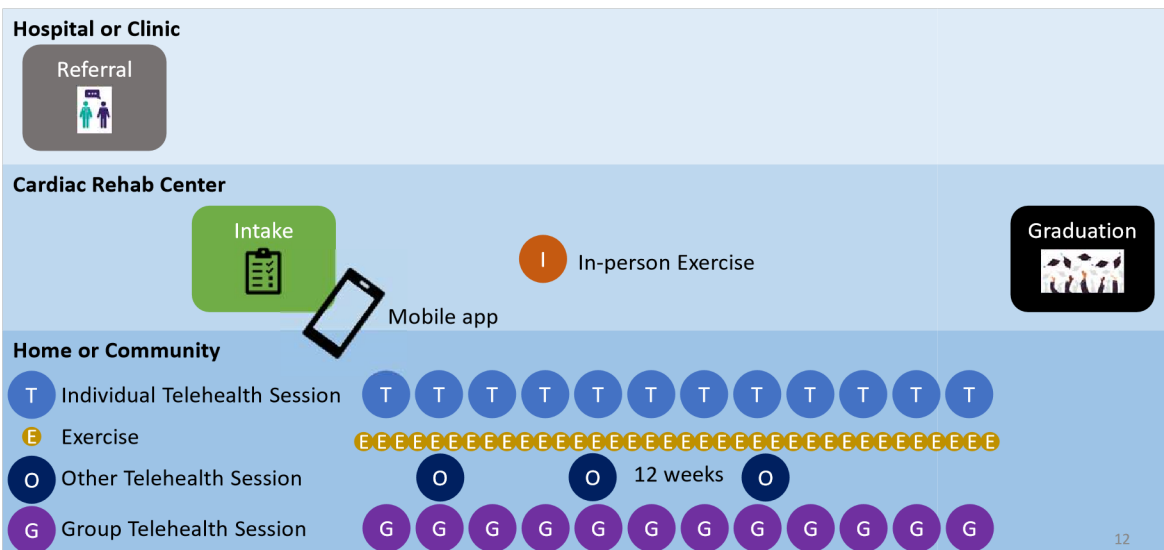 Hospital or Clinic
Referral
Cardiac Rehab Center
Intake
I In-person Exercise
Graduation
Mobile app
Home or Community
T Individual Telehealth Session T T T T T T T T T T T T
E Exercise E E E E E E E E E E E E E E E E E E E E E E E E E E E E E E E E E E E E
O Other Telehealth Session O O 12 weeks O
G Group Telehealth Session G G G G G G G G G G G G
12